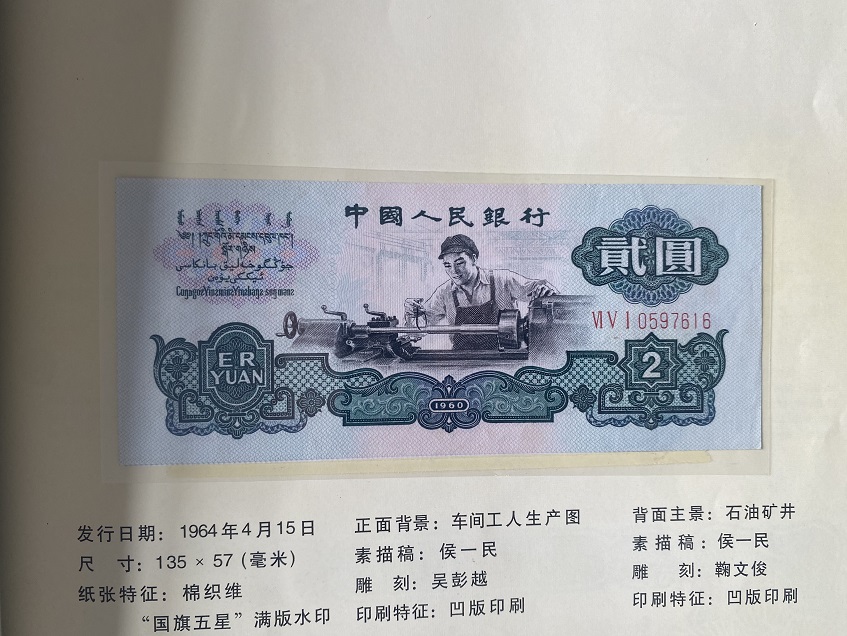 中國人民銀行
貳圓
Ⅵ Ⅴ Ⅰ 0597616
ER
YUAN
2
1960
发行日期：1964年4月15日
尺 寸：135 × 57 (毫米)
纸张特征：棉织维
“国旗五星”满版水印
正面背景：车间工人生产图
素描稿：侯一民
雕 刻：吴彭越
印刷特征：凹版印刷
背面主景：石油矿井
素描稿：侯一民
雕 刻：鞠文俊
印刷特征：凹版印刷